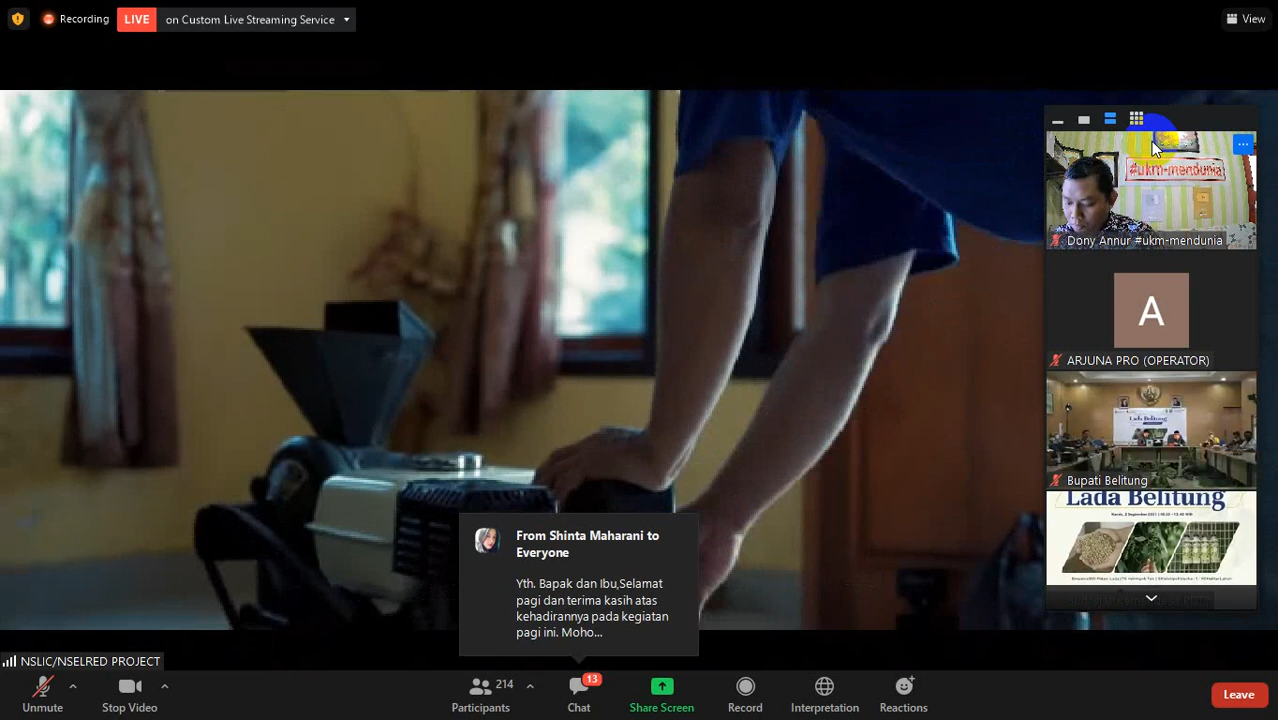 Recording
LIVE
on Custom Live Streaming Service
View
#ukm-mendunia
Dony Annur #ukm-mendunia
A
ARJUNA PRO (OPERATOR)
Lada Belitung
Bupati Belitung
Lada Belitung
From Shinta Maharani to
Everyone
Yth. Bapak dan Ibu,Selamat
pagi dan terima kasih atas
kehadirannya pada kegiatan
pagi ini. Moho...
NSLIC/NSELRED PROJECT
Unmute
Stop Video
214
Participants
13
Chat
Share Screen
Record
Interpretation
Reactions
Leave